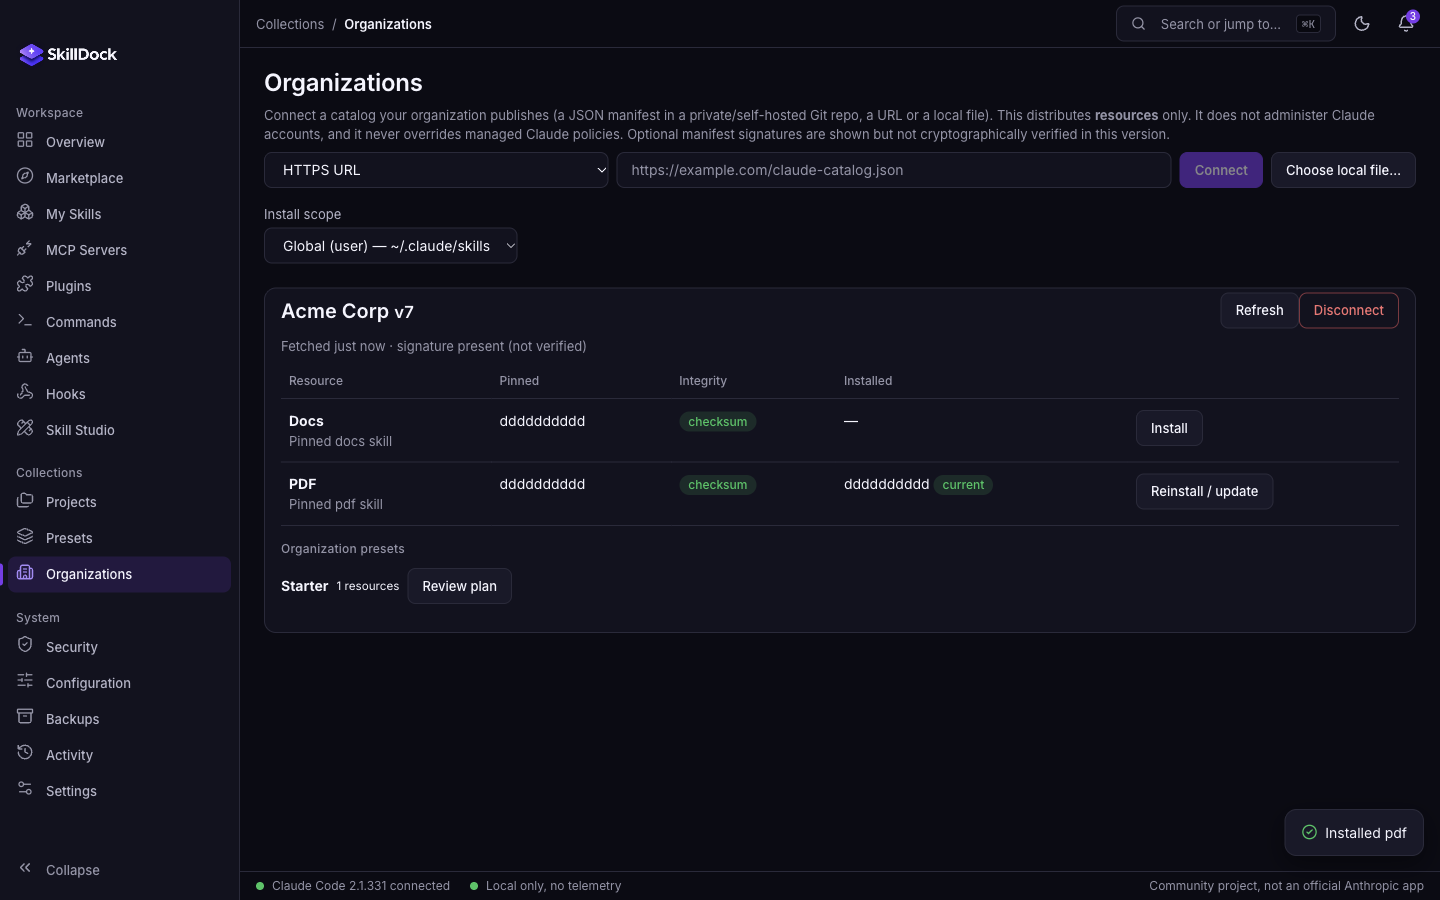 SkillDock
Workspace
Overview
Marketplace
My Skills
MCP Servers
Plugins
Commands
Agents
Hooks
Skill Studio
Collections
Projects
Presets
Organizations
System
Security
Configuration
Backups
Activity
Settings
Collapse
Collections / Organizations
Search or jump to... ⌘K
3
Organizations
Connect a catalog your organization publishes (a JSON manifest in a private/self-hosted Git repo, a URL or a local file). This distributes resources only. It does not administer Claude
accounts, and it never overrides managed Claude policies. Optional manifest signatures are shown but not cryptographically verified in this version.
HTTPS URL https://example.com/claude-catalog.json Connect Choose local file...
Install scope
Global (user) — ~/.claude/skills
Acme Corp v7 Refresh Disconnect
Fetched just now · signature present (not verified)
Resource Pinned Integrity Installed
Docs dddddddddd checksum — Install
Pinned docs skill
PDF dddddddddd checksum dddddddddd current Reinstall / update
Pinned pdf skill
Organization presets
Starter 1 resources Review plan
Installed pdf
Claude Code 2.1.331 connected Local only, no telemetry Community project, not an official Anthropic app